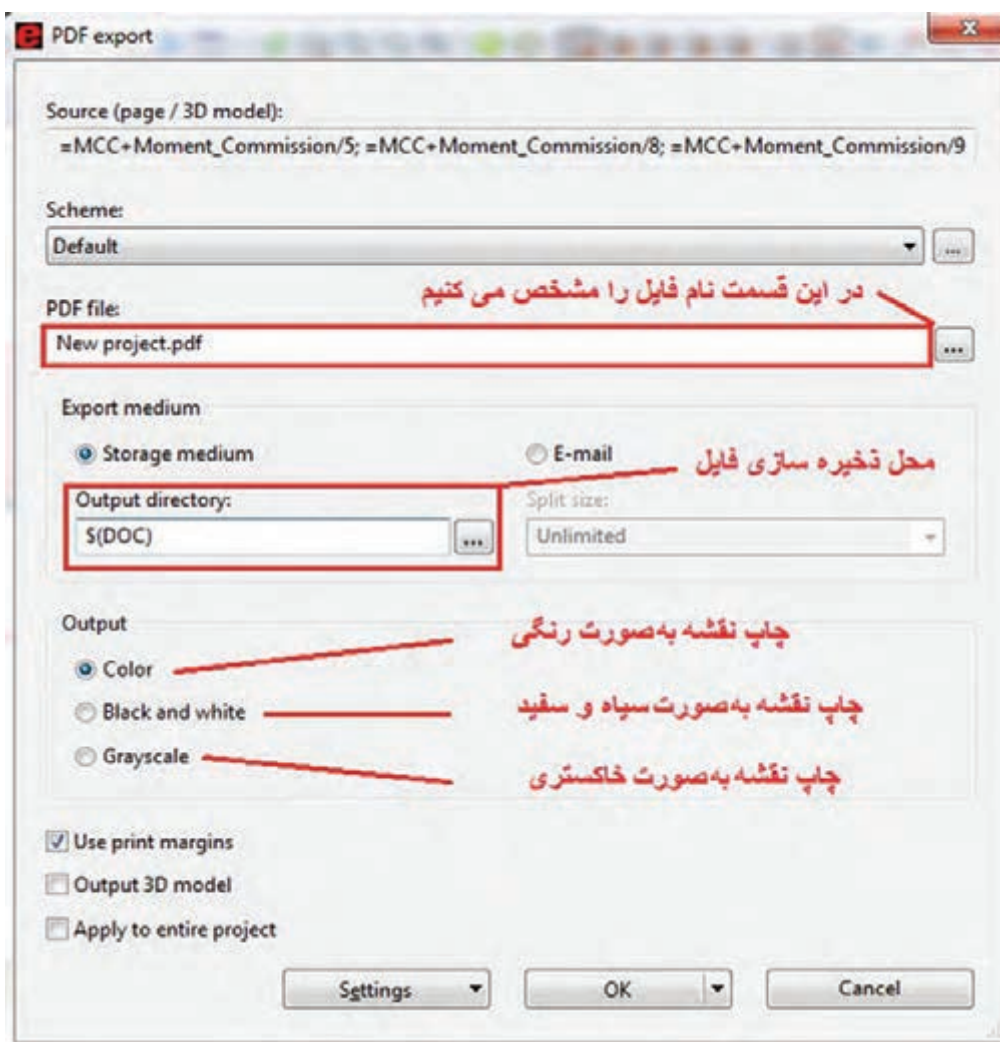 PDF export
Source (page / 3D model):
=MCC+Moment_Commission/5; =MCC+Moment_Commission/8; =MCC+Moment_Commission/9
Scheme:
Default
...
در این قسمت نام فایل را مشخص می کنیم
PDF file:
New project.pdf
...
Export medium
Storage medium
E-mail
محل ذخیره سازی فایل
Output directory:
Split size:
$(DOC)
...
Unlimited
Output
چاپ نقشه به‌صورت رنگی
Color
Black and white
چاپ نقشه به‌صورت سیاه و سفید
Grayscale
چاپ نقشه به‌صورت خاکستری
Use print margins
Output 3D model
Apply to entire project
Settings
OK
Cancel